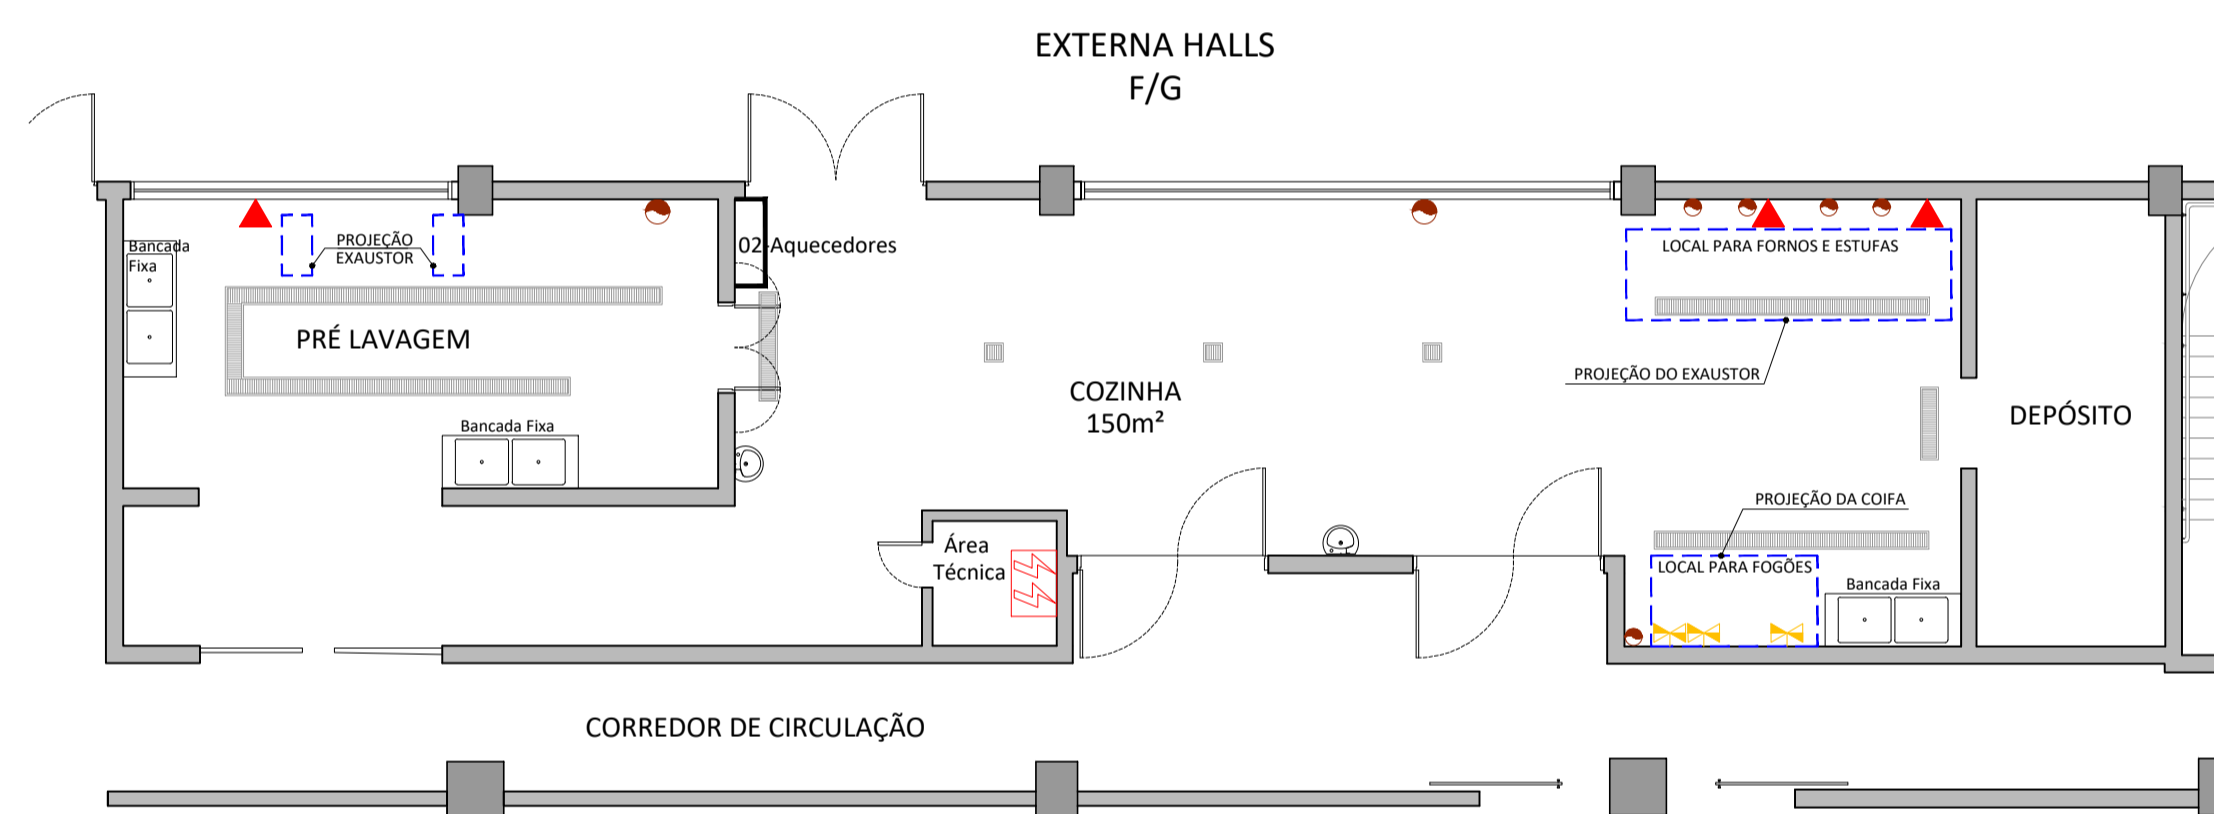 EXTERNA HALLS
F/G
Bancada
Fixa
PROJEÇÃO
EXAUSTOR
02-Aquecedores
LOCAL PARA FORNOS E ESTUFAS
PRÉ LAVAGEM
PROJEÇÃO DO EXAUSTOR
COZINHA
150m²
DEPÓSITO
Bancada Fixa
PROJEÇÃO DA COIFA
Área
Técnica
LOCAL PARA FOGÕES
Bancada Fixa
CORREDOR DE CIRCULAÇÃO